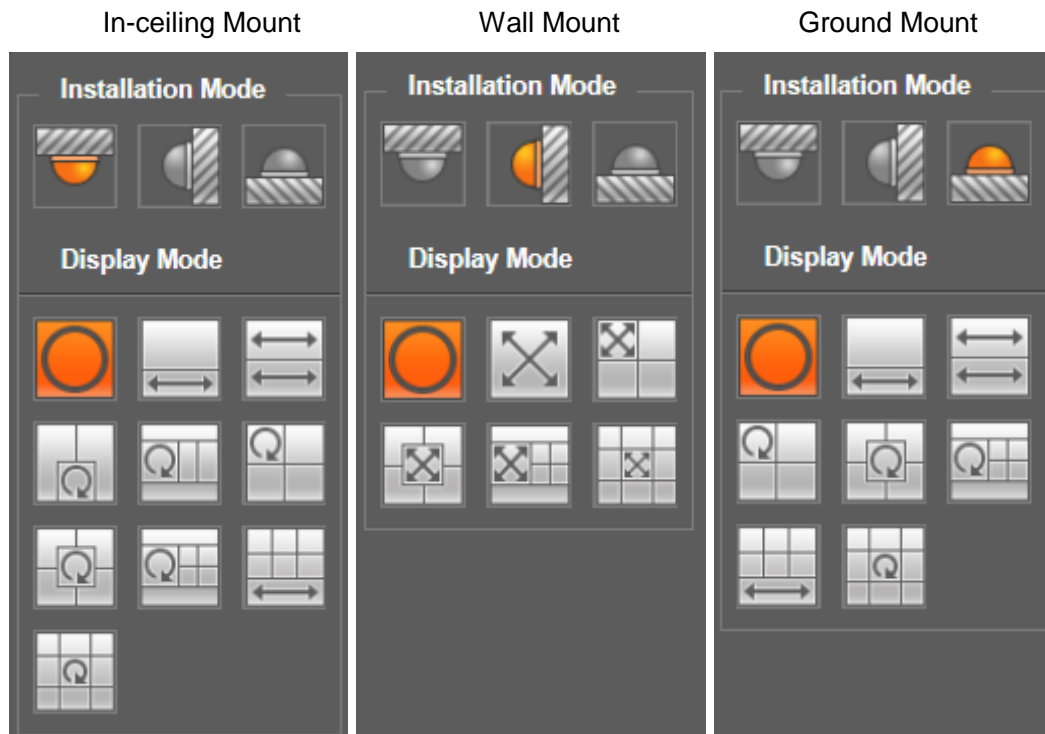 In-ceiling Mount
Wall Mount
Ground Mount
Installation Mode
Installation Mode
Installation Mode
Display Mode
Display Mode
Display Mode